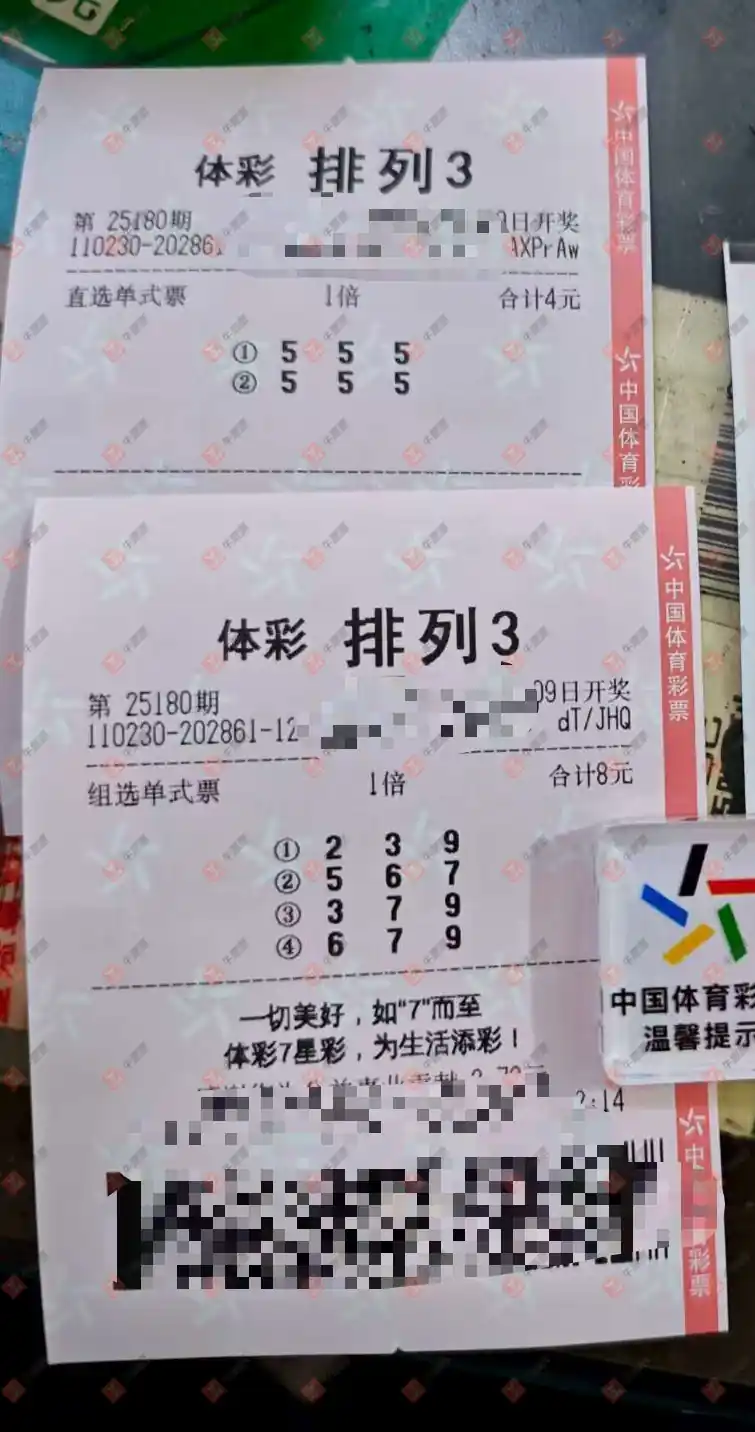 体彩 排列3
第 25180期 日开奖
110230-20286 AXPrAw
直选单式票 1倍 合计4元
① 5 5 5
② 5 5 5
中国体育彩票
中国体育彩
体彩 排列3
第 25180期 09日开奖
110230-202861-12 dT/JHQ
组选单式票 1倍 合计8元
① 2 3 9
② 5 6 7
③ 3 7 9
④ 6 7 9
一切美好，如“7”而至
体彩7星彩，为生活添彩！
2:14
中国体育彩票
中
彩票
中国体育彩
温馨提示